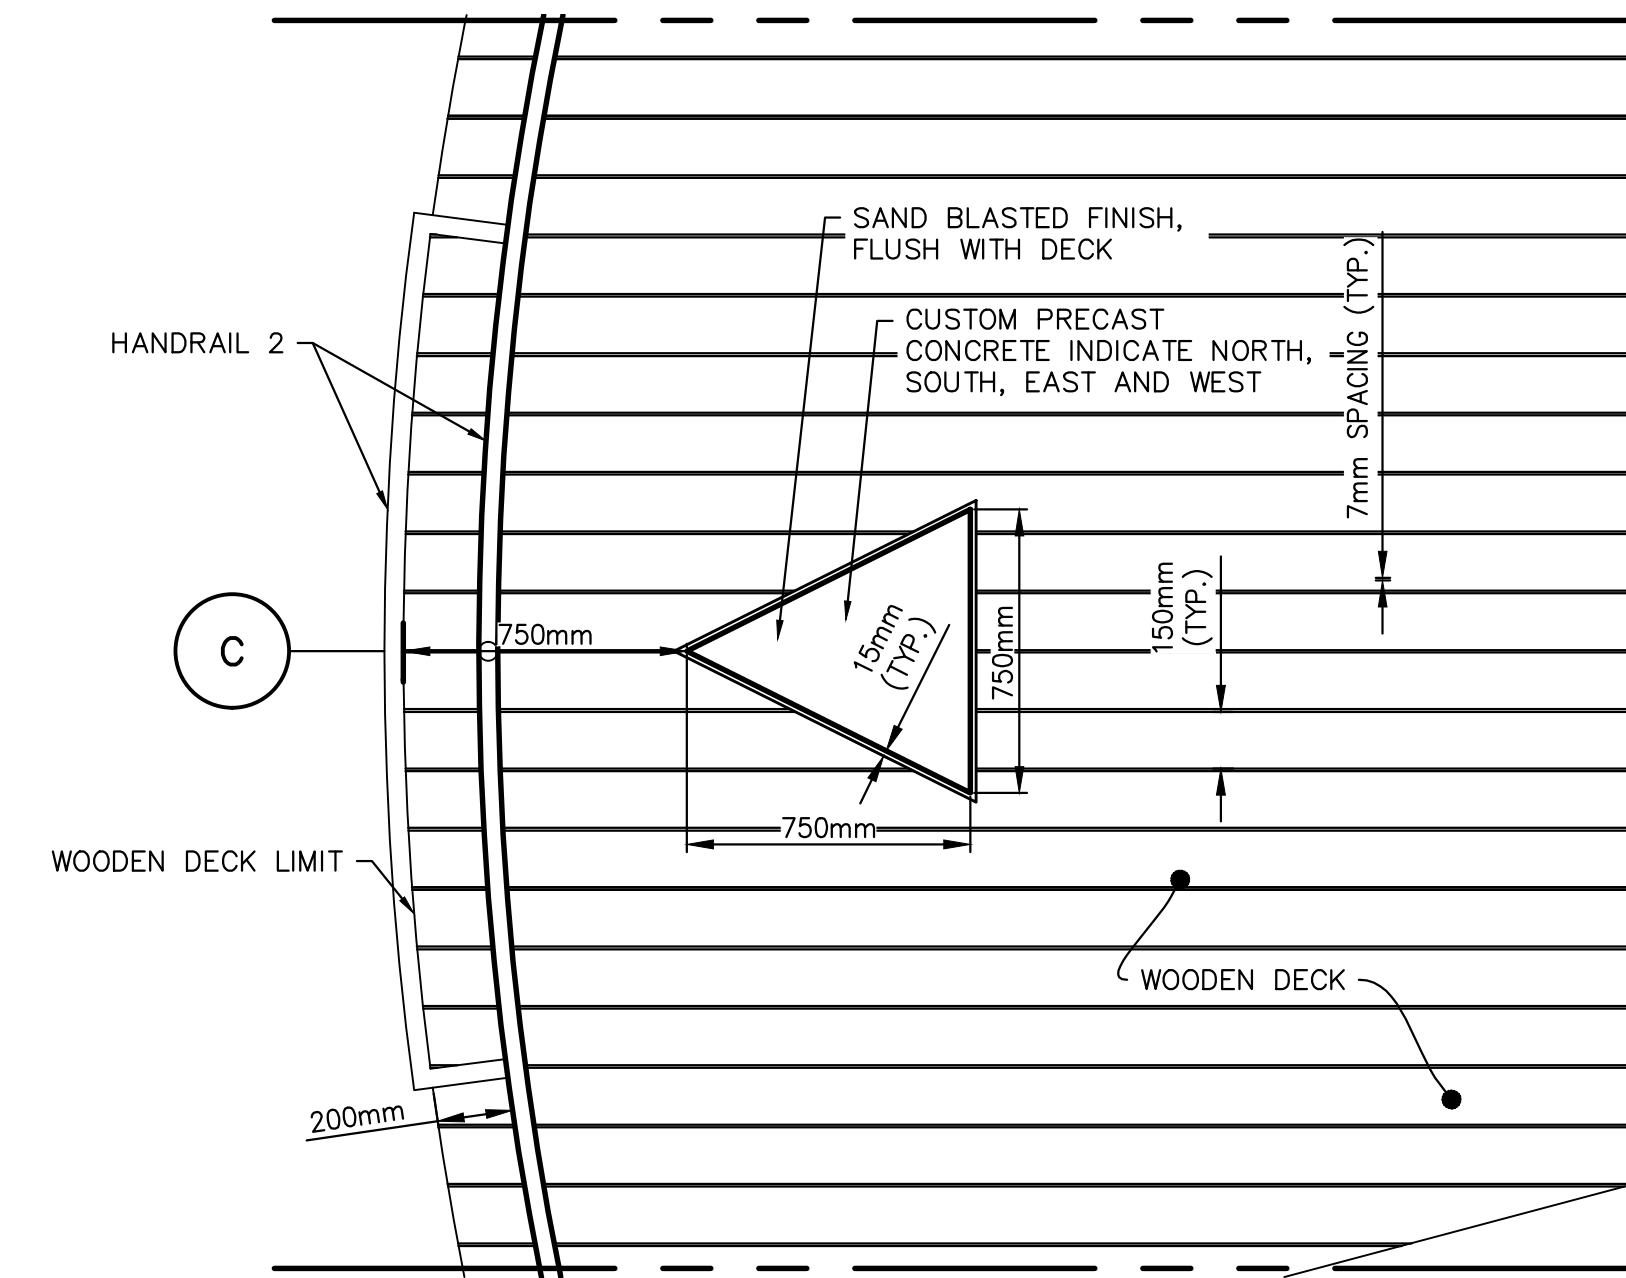 SAND BLASTED FINISH,
FLUSH WITH DECK
CUSTOM PRECAST
CONCRETE INDICATE NORTH,
SOUTH, EAST AND WEST
7mm SPACING (TYP.)
HANDRAIL 2
C
750mm
15mm
(TYP.)
750mm
150mm
(TYP.)
750mm
WOODEN DECK LIMIT
WOODEN DECK
200mm